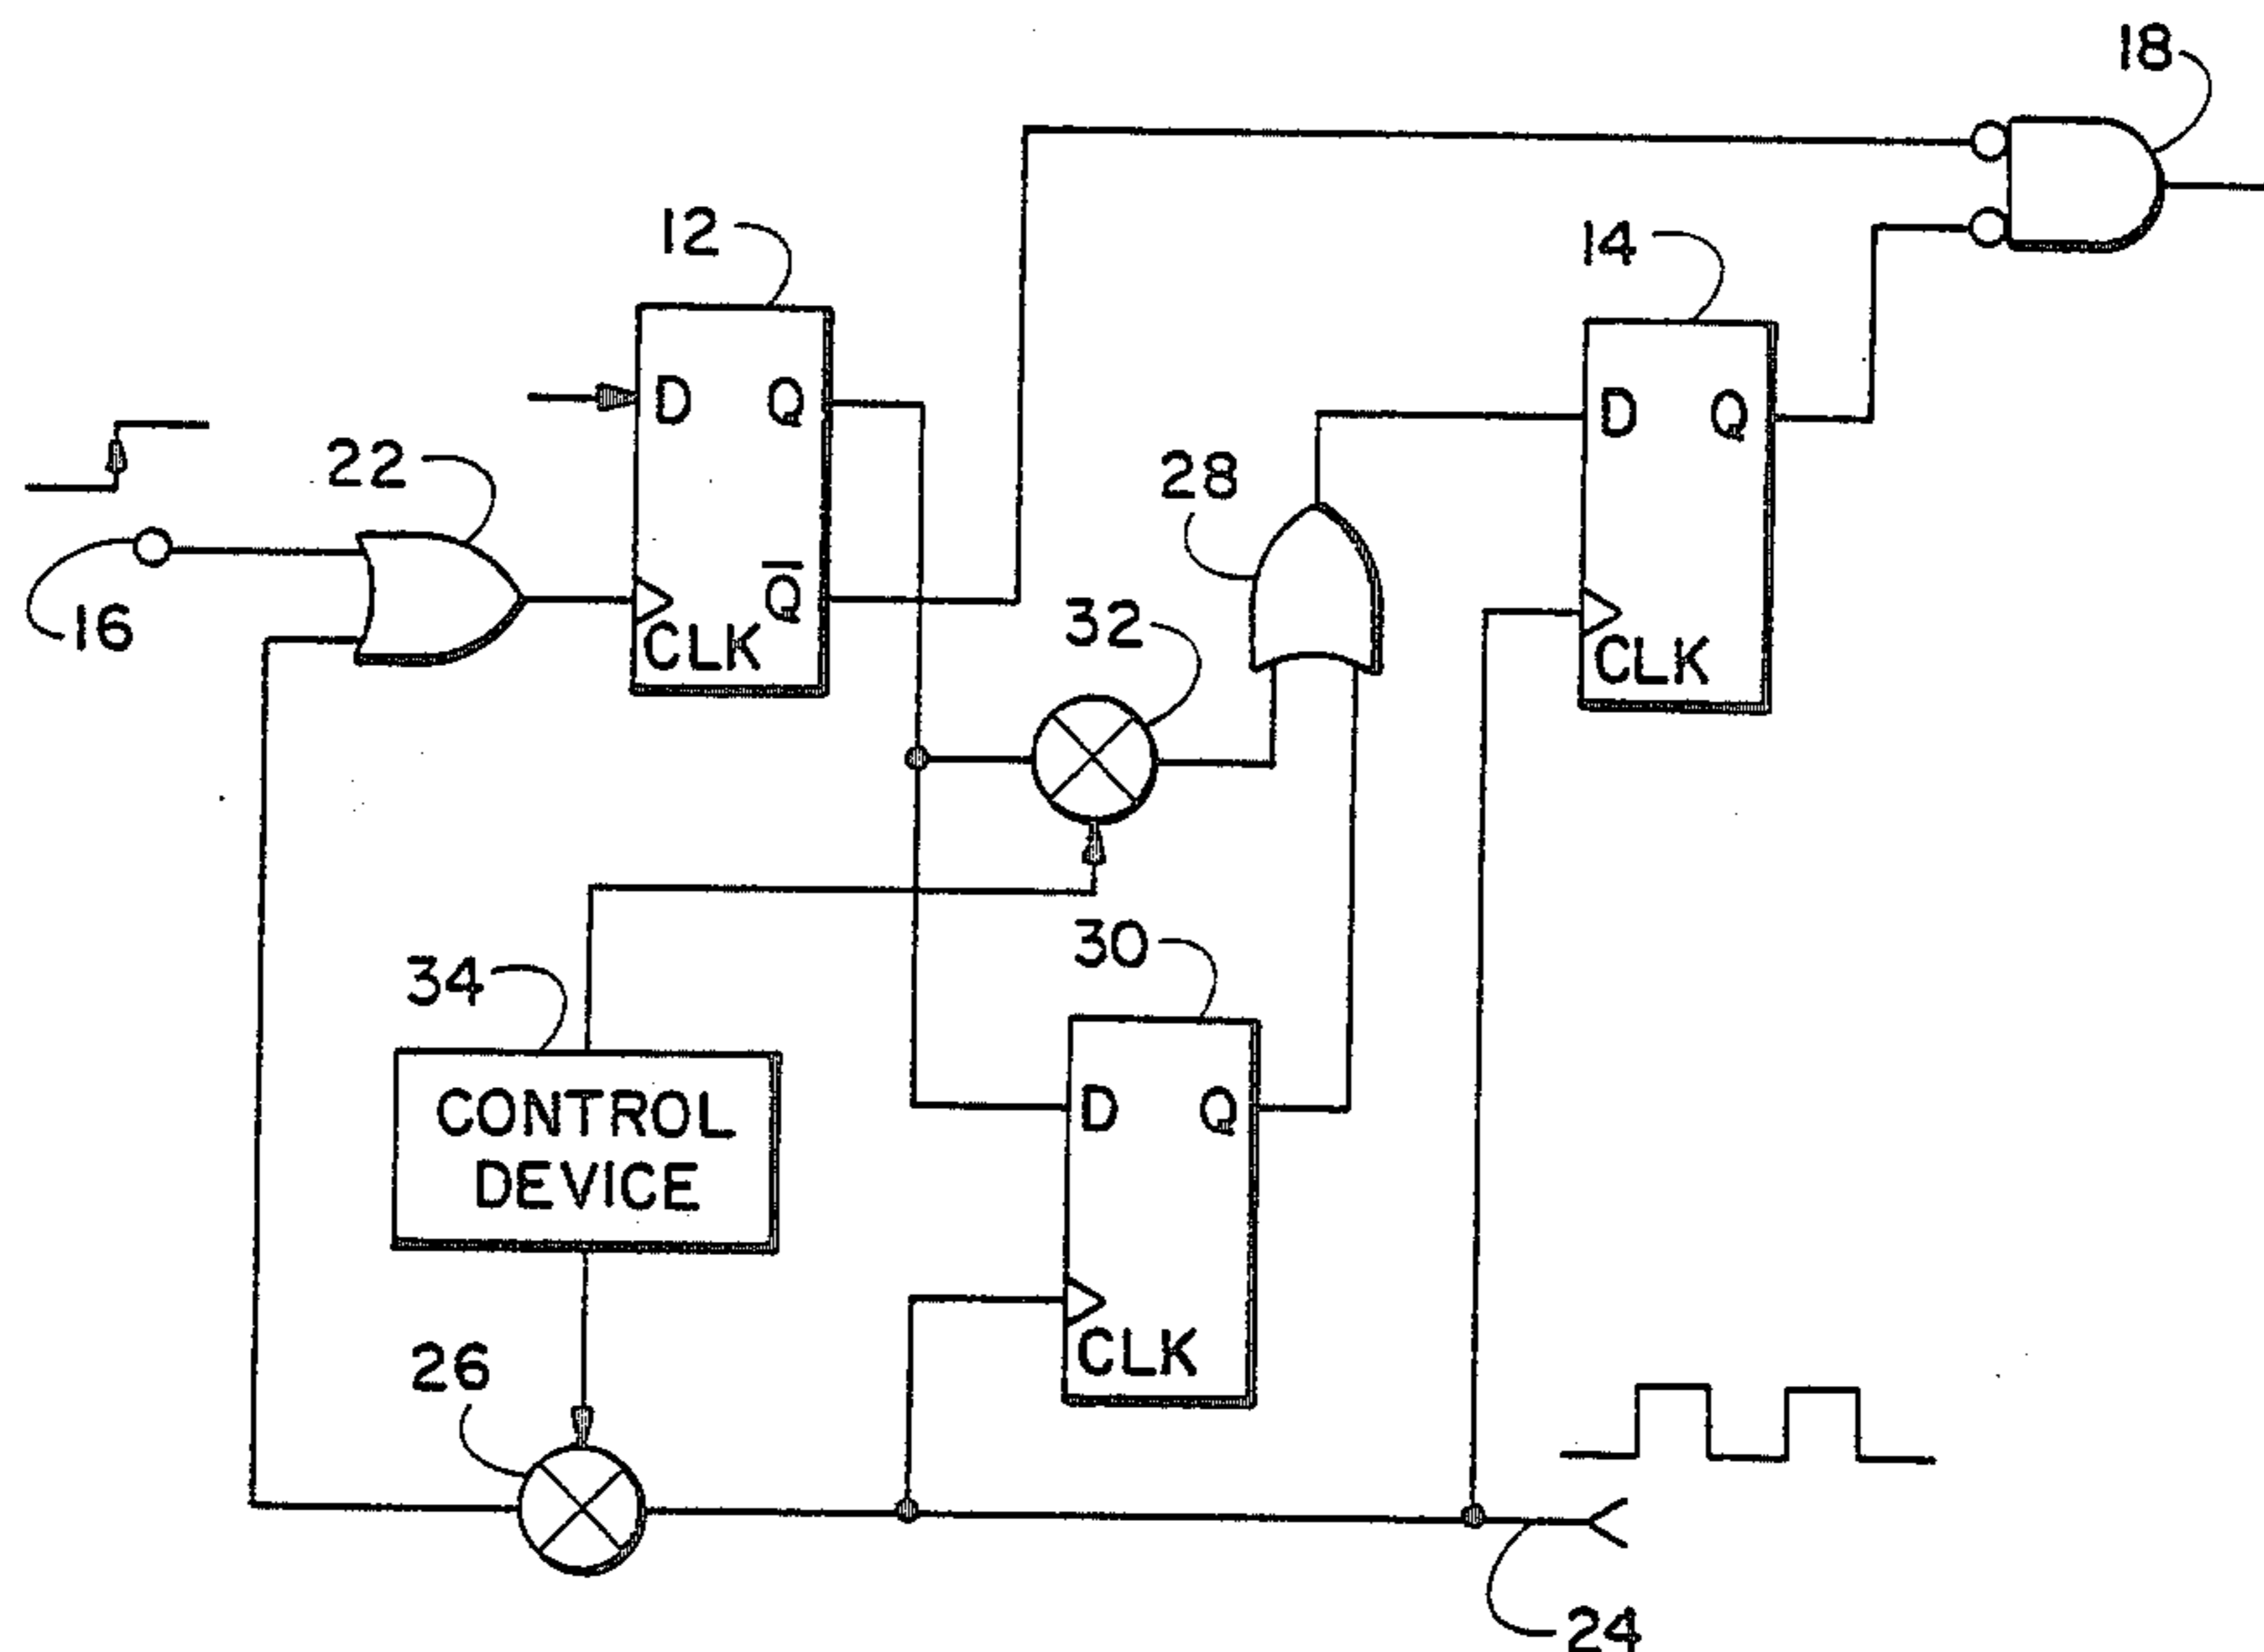 18
12
14
D Q
D Q
22
28
16
Q̅
32
CLK
CLK
30
34
CONTROL
DEVICE
D Q
26
CLK
24